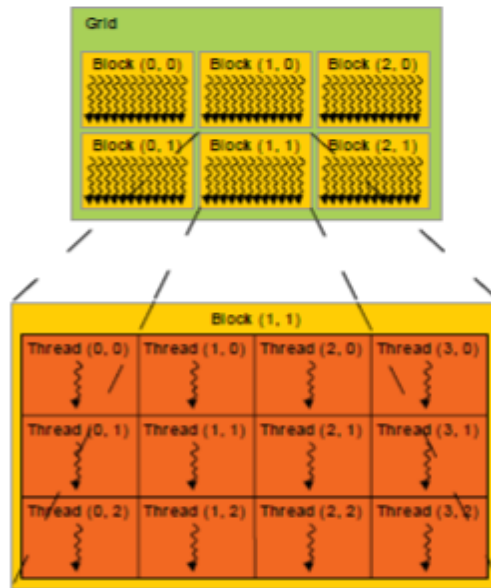 Grid
Block (0, 0) Block (1, 0) Block (2, 0)
Block (0, 1) Block (1, 1) Block (2, 1)
Block (1, 1)
Thread (0, 0) Thread (1, 0) Thread (2, 0) Thread (3, 0)
Thread (0, 1) Thread (1, 1) Thread (2, 1) Thread (3, 1)
Thread (0, 2) Thread (1, 2) Thread (2, 2) Thread (3, 2)